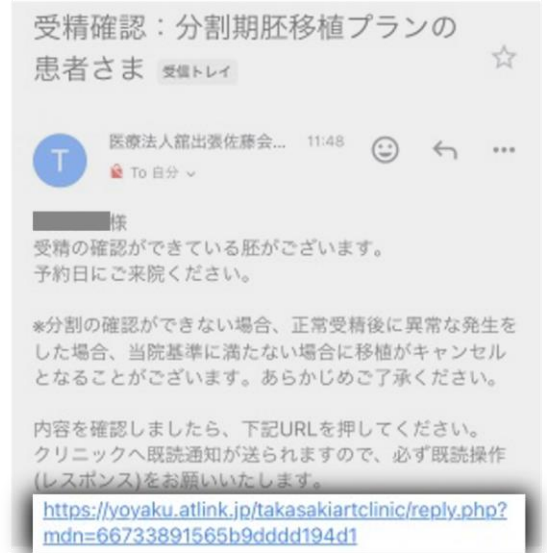 受精確認：分割期胚移植プランの
患者さま 受信トレイ
T
医療法人舘出張佐藤会... 11:48
To 自分
様
受精の確認ができている胚がございます。
予約日にご来院ください。
※分割の確認ができない場合、正常受精後に異常な発生を
した場合、当院基準に満たない場合に移植がキャンセル
となることがございます。あらかじめご了承ください。
内容を確認しましたら、下記URLを押してください。
クリニックへ既読通知が送られますので、必ず既読操作
(レスポンス)をお願いいたします。
https://yoyaku.atlink.jp/takasakiartclinic/reply.php?
mdn=66733891565b9dddd194d1